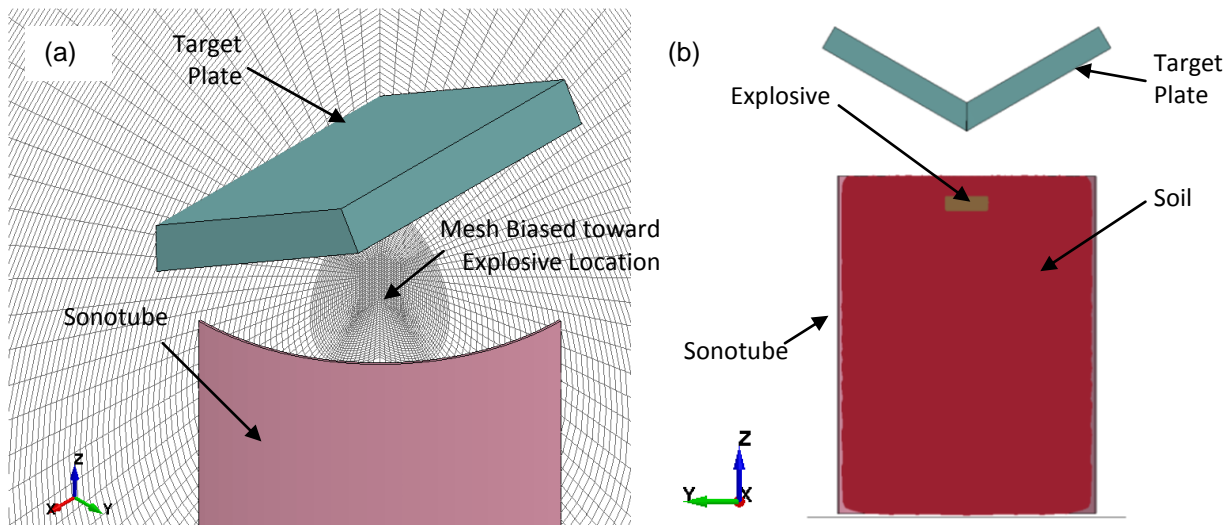 (a)
Target
Plate
Mesh Biased toward
Explosive Location
Sonotube
Z
X
Y
(b)
Explosive
Target
Plate
Soil
Sonotube
Z
Y
X